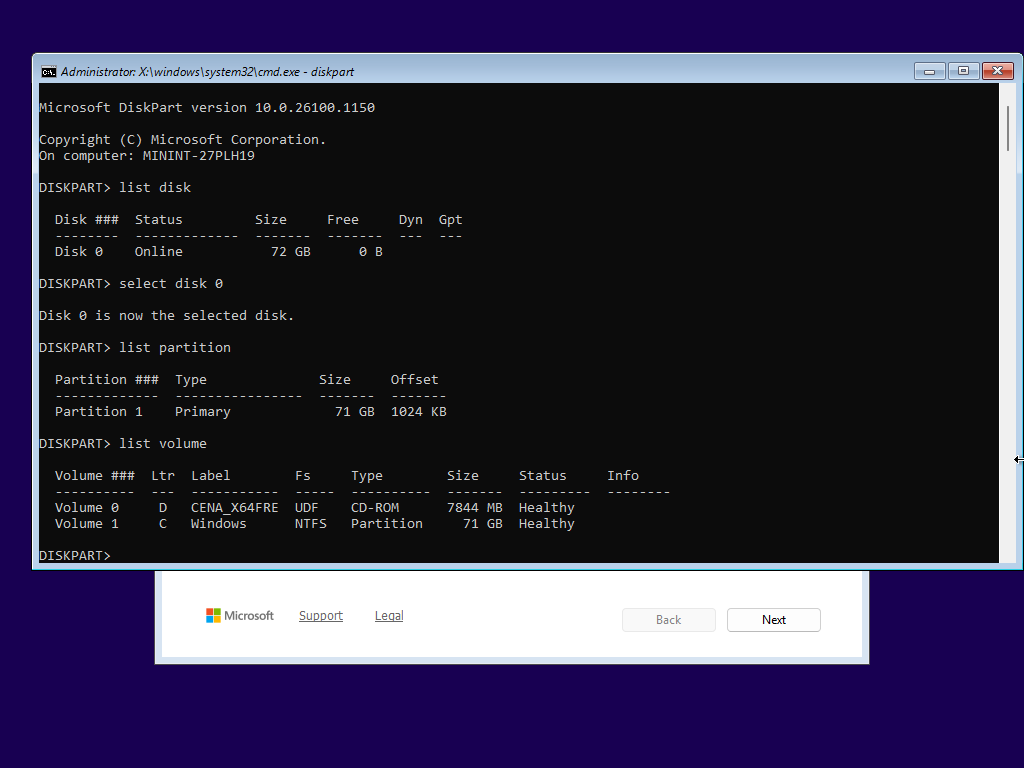 Administrator: X:\windows\system32\cmd.exe - diskpart
Microsoft DiskPart version 10.0.26100.1150
Copyright (C) Microsoft Corporation.
On computer: MININT-27PLH19
DISKPART> list disk
  Disk ###  Status         Size     Free     Dyn  Gpt
  --------  -------------  -------  -------  ---  ---
  Disk 0    Online           72 GB      0 B
DISKPART> select disk 0
Disk 0 is now the selected disk.
DISKPART> list partition
  Partition ###  Type              Size     Offset
  -------------  ----------------  -------  -------
  Partition 1    Primary             71 GB  1024 KB
DISKPART> list volume
  Volume ###  Ltr  Label        Fs     Type        Size     Status     Info
  ----------  ---  -----------  -----  ----------  -------  ---------  --------
  Volume 0     D   CENA_X64FRE  UDF    CD-ROM      7844 MB  Healthy
  Volume 1     C   Windows      NTFS   Partition     71 GB  Healthy
DISKPART>
Microsoft Support Legal Back Next